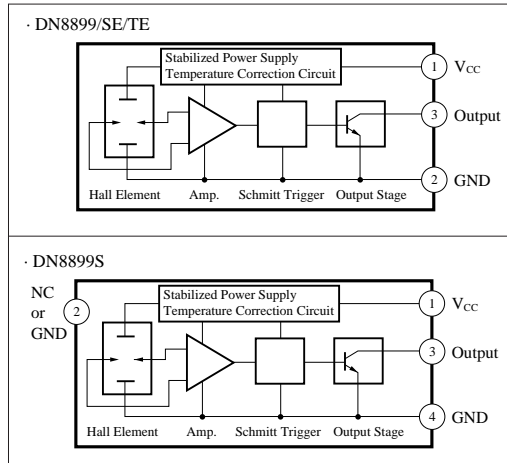 · DN8899/SE/TE
Stabilized Power Supply
Temperature Correction Circuit
1 VCC
3 Output
2 GND
Hall Element Amp. Schmitt Trigger Output Stage
· DN8899S
NC
or
GND
2
Stabilized Power Supply
Temperature Correction Circuit
1 VCC
3 Output
4 GND
Hall Element Amp. Schmitt Trigger Output Stage